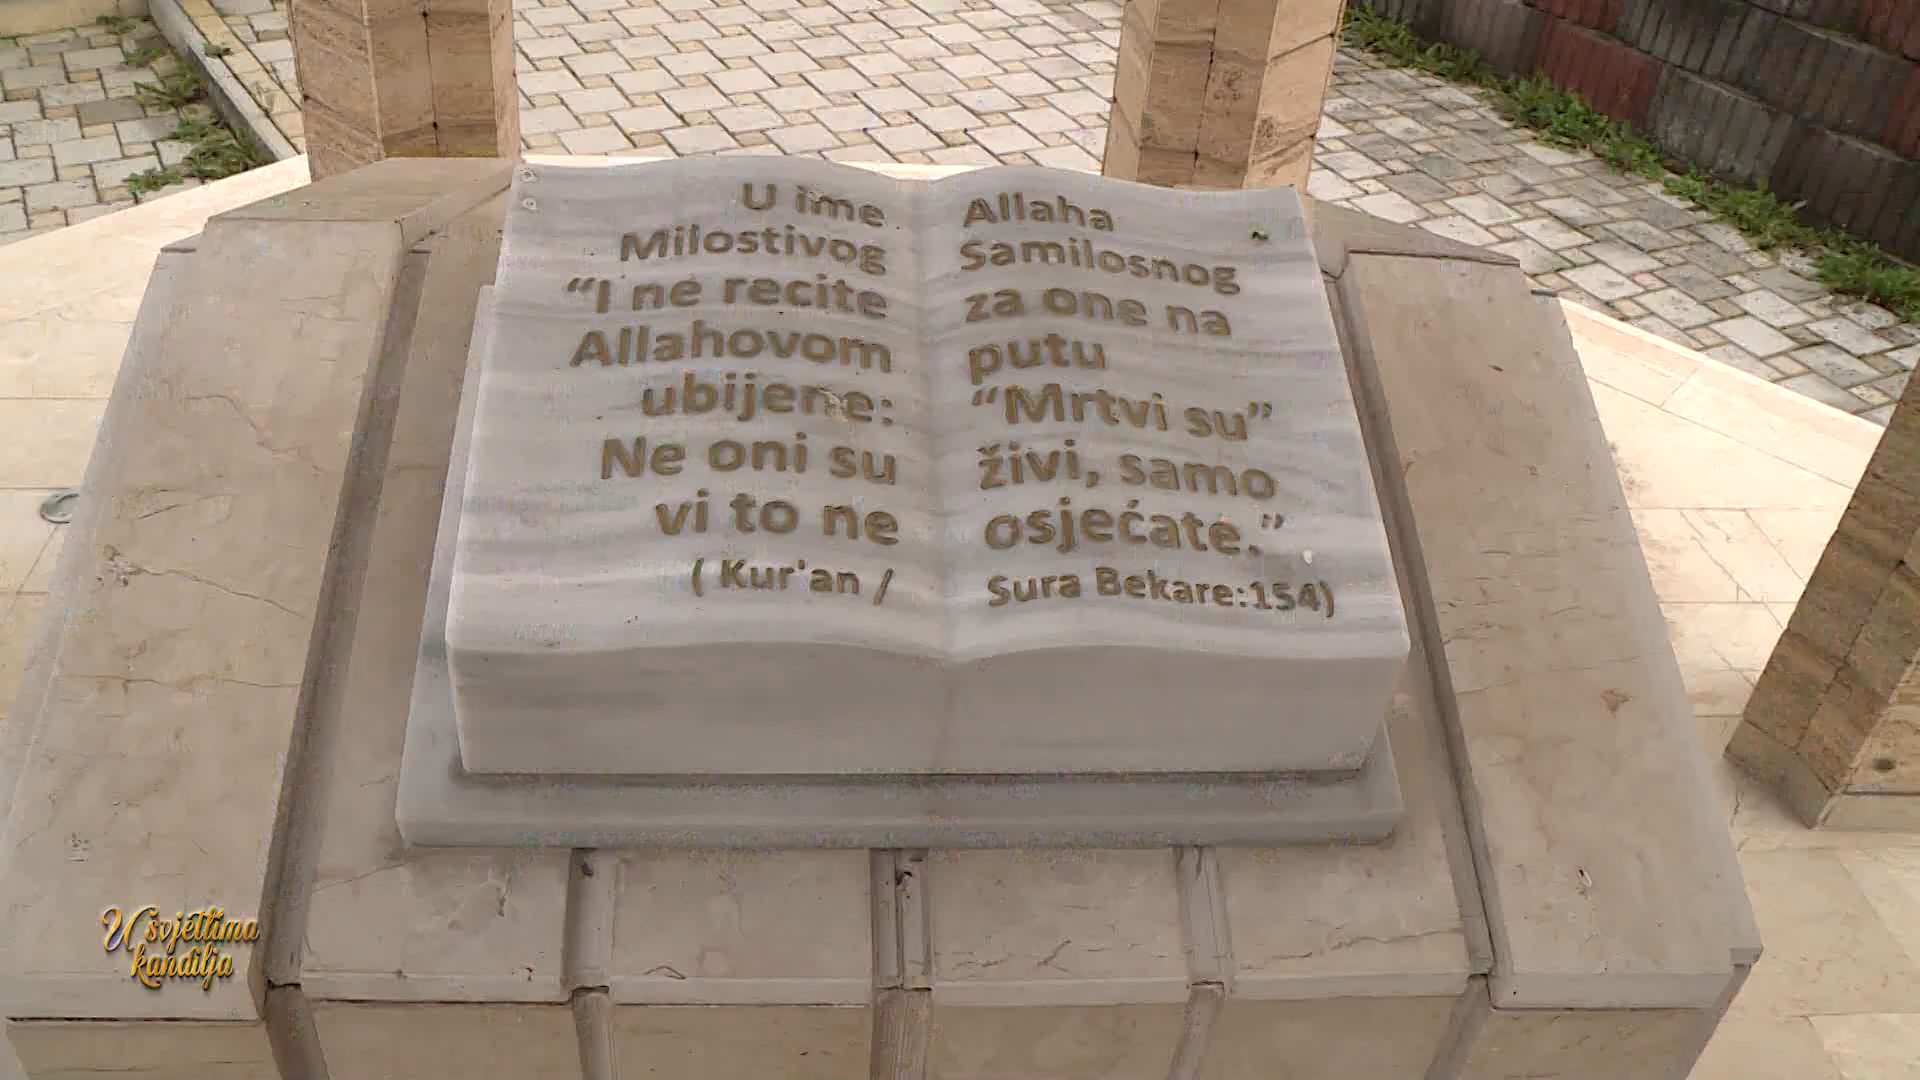 U ime Allaha
Milostivog Samilosnog
“I ne recite za one na
Allahovom putu
ubijene: “Mrtvi su”
Ne oni su živi, samo
vi to ne osjećate.”
( Kur'an / Sura Bekare:154)
U svjetlima
kandilja